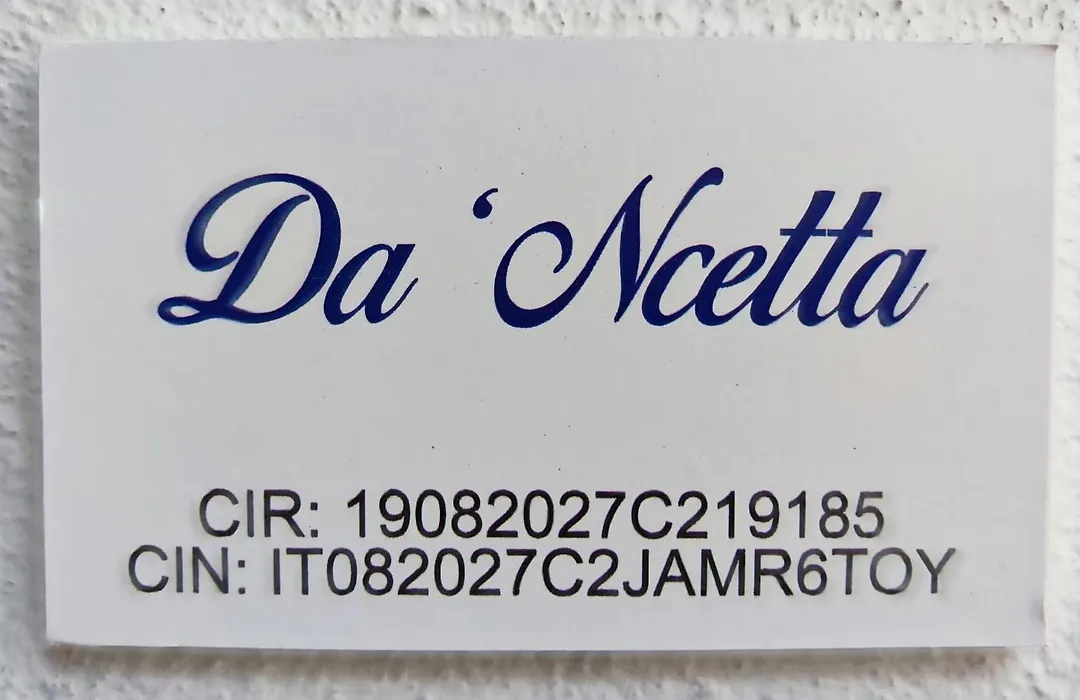 Da ‘Ncetta
CIR: 19082027C219185
CIN: IT082027C2JAMR6TOY